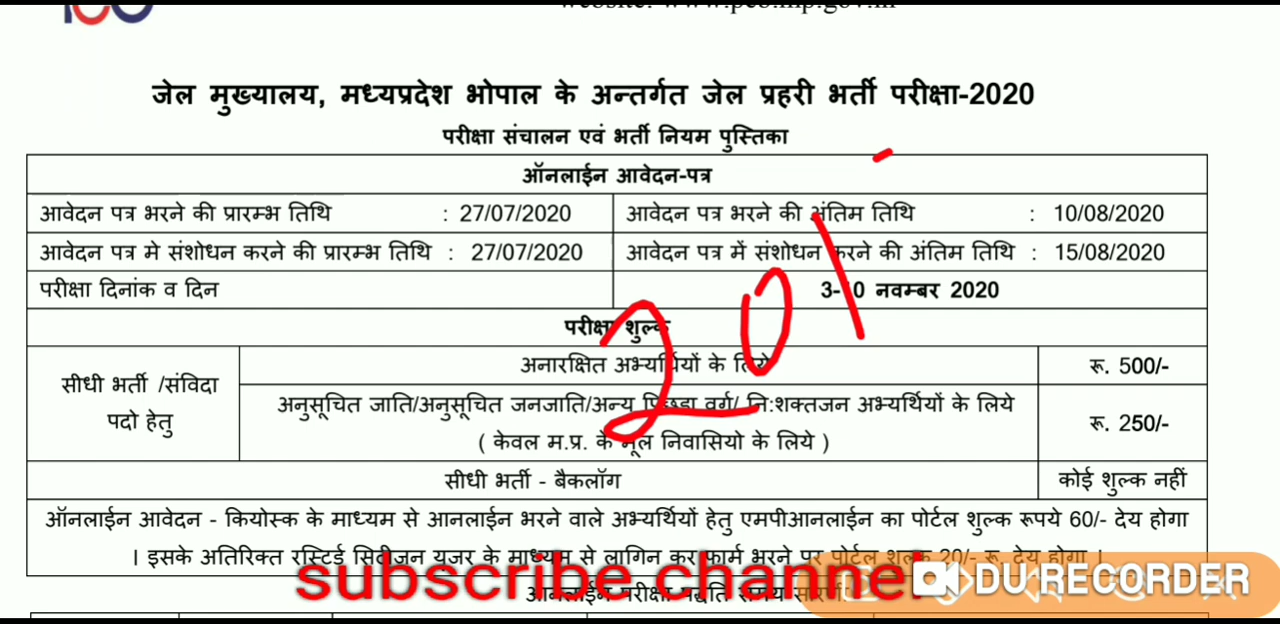 जेल मुख्यालय, मध्यप्रदेश भोपाल के अन्तर्गत जेल प्रहरी भर्ती परीक्षा-2020
परीक्षा संचालन एवं भर्ती नियम पुस्तिका
ऑनलाईन आवेदन-पत्र
आवेदन पत्र भरने की प्रारम्भ तिथि : 27/07/2020 आवेदन पत्र भरने की अंतिम तिथि : 10/08/2020
आवेदन पत्र मे संशोधन करने की प्रारम्भ तिथि : 27/07/2020 आवेदन पत्र में संशोधन करने की अंतिम तिथि : 15/08/2020
परीक्षा दिनांक व दिन नवम्बर 2020
परीक्षा शुल्क
सीधी भर्ती /संविदा पदो हेतु
अनारक्षित अभ्यर्थियों के लिये रू. 500/-
अनुसूचित जाति/अनुसूचित जनजाति/अन्य पिछड़ा वर्ग/ नि:शक्तजन अभ्यर्थियों के लिये
( केवल म.प्र. के मूल निवासियो के लिये ) रू. 250/-
सीधी भर्ती - बैकलॉग कोई शुल्क नहीं
ऑनलाईन आवेदन - कियोस्क के माध्यम से आनलाईन भरने वाले अभ्यर्थियों हेतु एमपीआनलाईन का पोर्टल शुल्क रूपये 60/- देय होगा
। इसके अतिरिक्त रस्टिर्ड सिटीजन यूजर के माध्यम से लागिन कर फार्म भरने पर पोर्टल शुल्क 20/- रू. देय होगा ।
201
subscribe channel
DU RECORDER